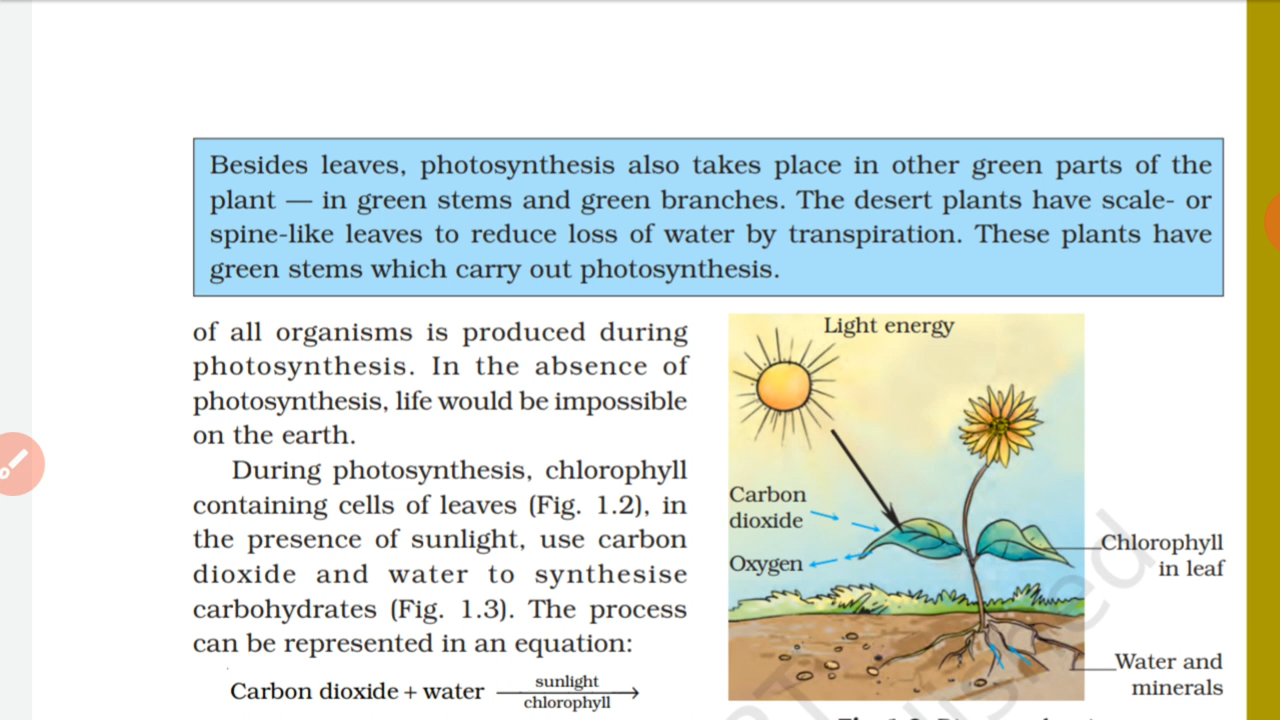 Besides leaves, photosynthesis also takes place in other green parts of the
plant — in green stems and green branches. The desert plants have scale- or
spine-like leaves to reduce loss of water by transpiration. These plants have
green stems which carry out photosynthesis.
of all organisms is produced during
photosynthesis. In the absence of
photosynthesis, life would be impossible
on the earth.
During photosynthesis, chlorophyll
containing cells of leaves (Fig. 1.2), in
the presence of sunlight, use carbon
dioxide and water to synthesise
carbohydrates (Fig. 1.3). The process
can be represented in an equation:
sunlight
Carbon dioxide + water
chlorophyll
Light energy
Carbon
dioxide
Oxygen
Chlorophyll
in leaf
Water and
minerals